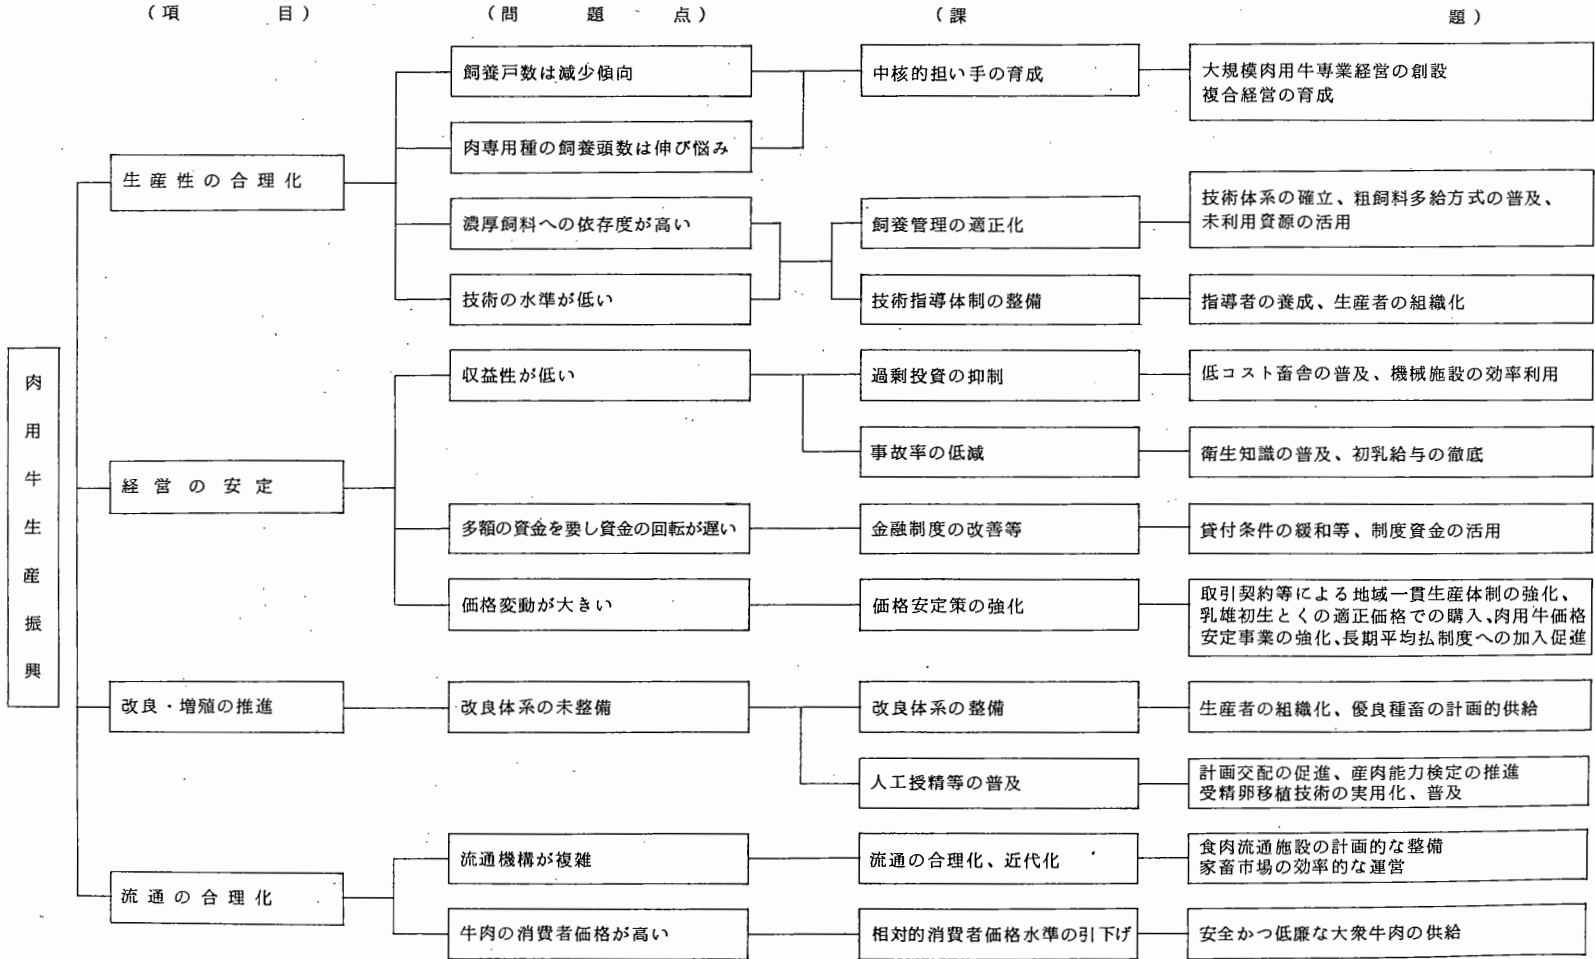 (項目)
(問題点)
(課題)
肉用牛生産振興
生産性の合理化
飼養戸数は減少傾向
肉専用種の飼養頭数は伸び悩み
中核的担い手の育成
大規模肉用牛専業経営の創設
複合経営の育成
濃厚飼料への依存度が高い
技術の水準が低い
飼養管理の適正化
技術体系の確立、粗飼料多給方式の普及、
未利用資源の活用
技術指導体制の整備
指導者の養成、生産者の組織化
経営の安定
収益性が低い
過剰投資の抑制
低コスト畜舎の普及、機械施設の効率利用
事故率の低減
衛生知識の普及、初乳給与の徹底
多額の資金を要し資金の回転が遅い
金融制度の改善等
貸付条件の緩和等、制度資金の活用
価格変動が大きい
価格安定策の強化
取引契約等による地域一貫生産体制の強化、
乳雄初生とくの適正価格での購入、肉用牛価格
安定事業の強化、長期平均払制度への加入促進
改良・増殖の推進
改良体系の未整備
改良体系の整備
生産者の組織化、優良種畜の計画的供給
人工授精等の普及
計画交配の促進、産肉能力検定の推進
受精卵移植技術の実用化、普及
流通の合理化
流通機構が複雑
流通の合理化、近代化
食肉流通施設の計画的な整備
家畜市場の効率的な運営
牛肉の消費者価格が高い
相対的消費者価格水準の引下げ
安全かつ低廉な大衆牛肉の供給